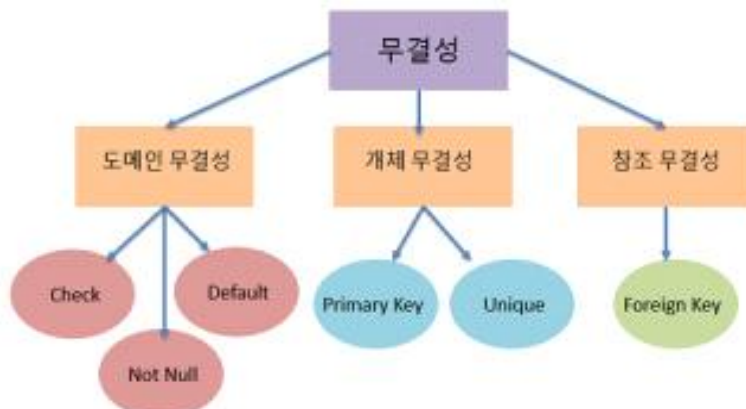 무결성
도메인 무결성
개체 무결성
참조 무결성
Check
Default
Primary Key
Unique
Foreign Key
Not Null